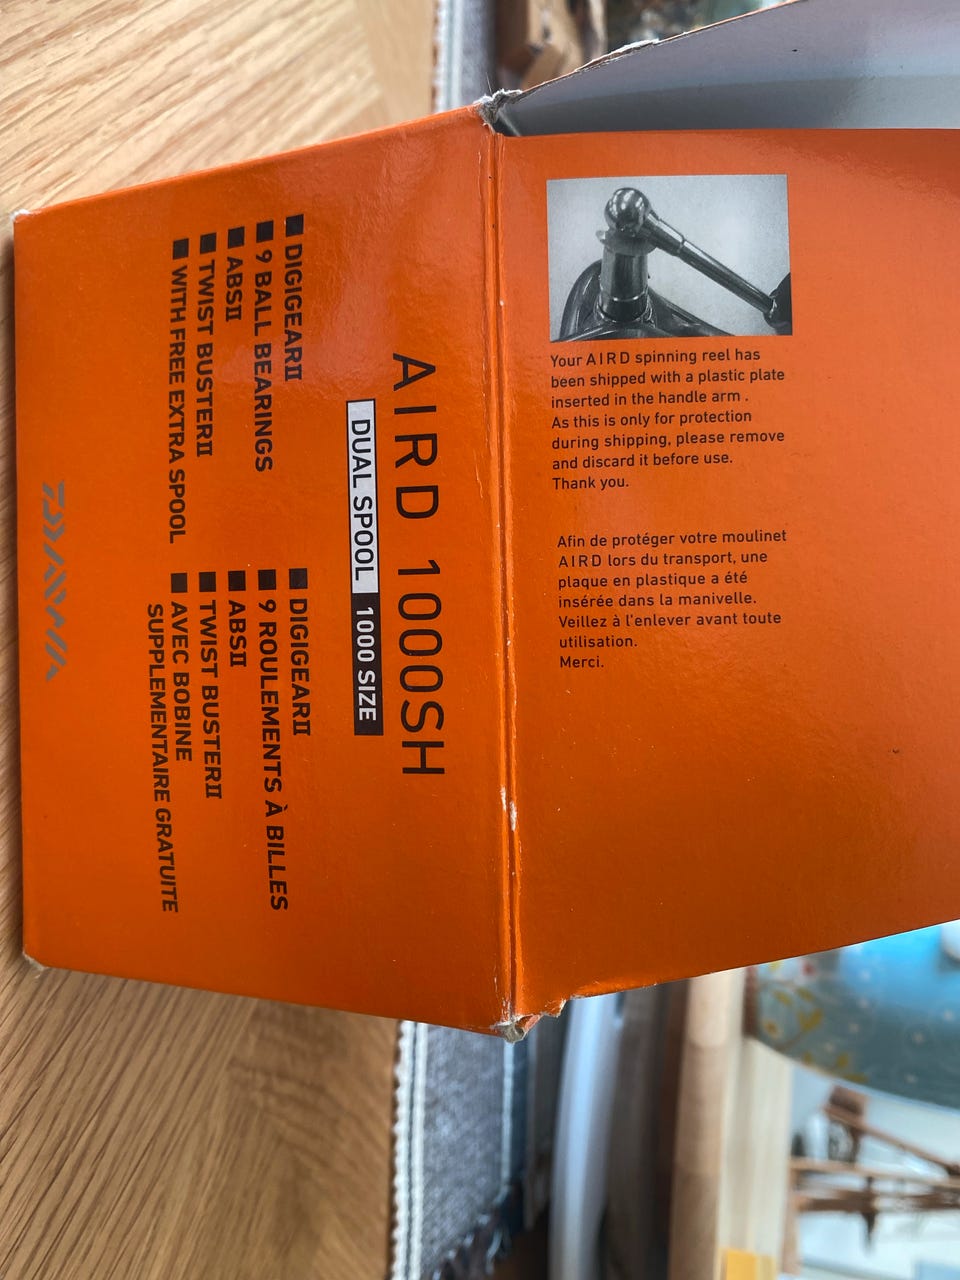 AIRD 1000SH
DUAL SPOOL 1000 SIZE
■ DIGIGEARII
■ 9 BALL BEARINGS
■ ABSII
■ TWIST BUSTERII
■ WITH FREE EXTRA SPOOL
■ DIGIGEARII
■ 9 ROULEMENTS À BILLES
■ ABSII
■ TWIST BUSTERII
■ AVEC BOBINE
SUPPLEMENTAIRE GRATUITE
DAIWA
Your AIRD spinning reel has
been shipped with a plastic plate
inserted in the handle arm .
As this is only for protection
during shipping, please remove
and discard it before use.
Thank you.
Afin de protéger votre moulinet
AIRD lors du transport, une
plaque en plastique a été
insérée dans la manivelle.
Veillez à l'enlever avant toute
utilisation.
Merci.